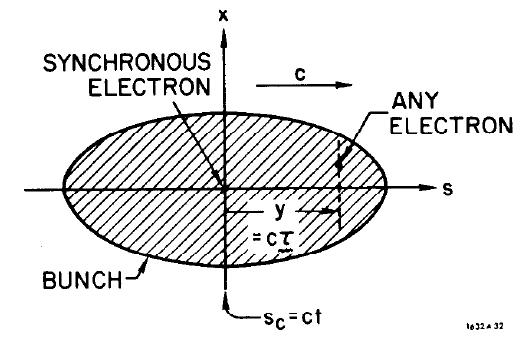 x
SYNCHRONOUS
ELECTRON
c
ANY
ELECTRON
s
y
= cτ
BUNCH
s_c = ct
1632A32